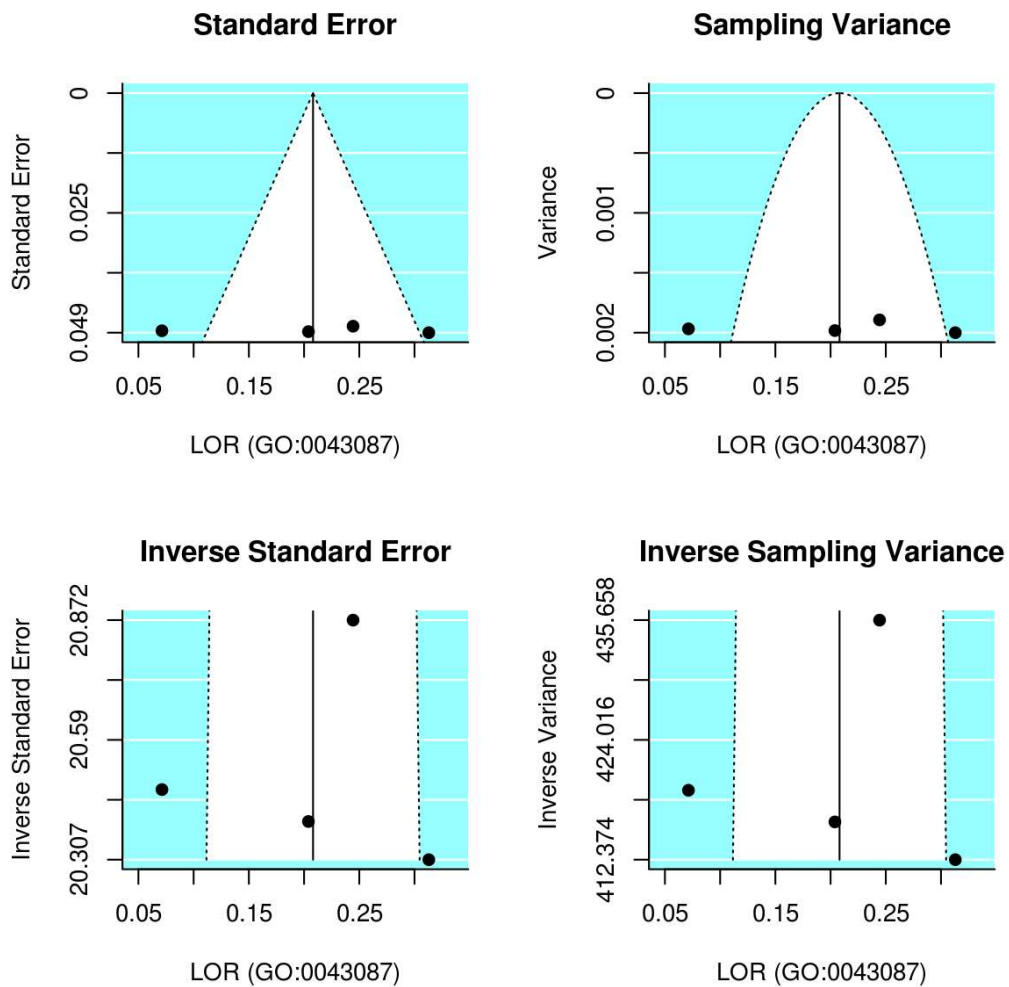 Standard Error
Standard Error
0
0.025
0.049
0.05 0.15 0.25
LOR (GO:0043087)
Sampling Variance
Variance
0
0.001
0.002
0.05 0.15 0.25
LOR (GO:0043087)
Inverse Standard Error
Inverse Standard Error
20.872
20.59
20.307
0.05 0.15 0.25
LOR (GO:0043087)
Inverse Sampling Variance
Inverse Variance
435.658
424.016
412.374
0.05 0.15 0.25
LOR (GO:0043087)